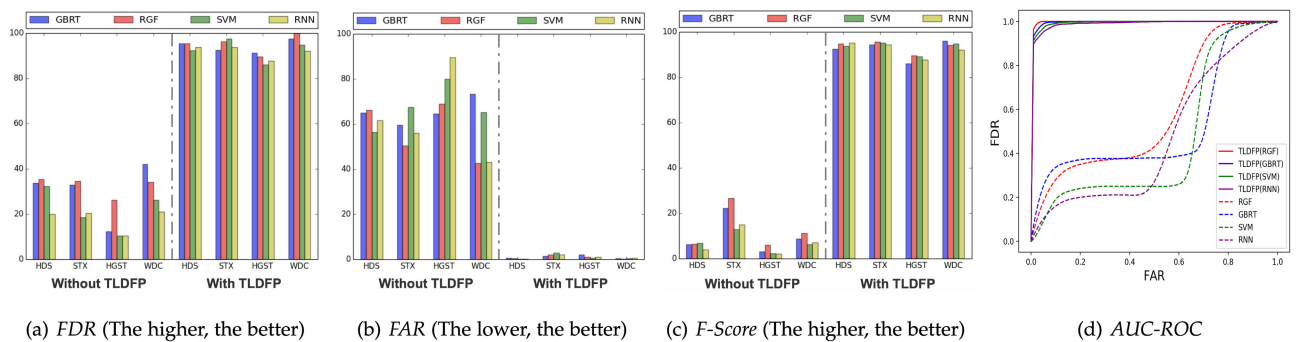 GBRT RGF SVM RNN
100
80
60
40
20
0
HDS STX HGST WDC HDS STX HGST WDC
Without TLDFP With TLDFP
(a) FDR (The higher, the better)
GBRT RGF SVM RNN
100
80
60
40
20
0
HDS STX HGST WDC HDS STX HGST WDC
Without TLDFP With TLDFP
(b) FAR (The lower, the better)
GBRT RGF SVM RNN
100
80
60
40
20
0
HDS STX HGST WDC HDS STX HGST WDC
Without TLDFP With TLDFP
(c) F-Score (The higher, the better)
FDR
1.0
0.8
0.6
0.4
0.2
0.0
TLDFP(RGF)
TLDFP(GBRT)
TLDFP(SVM)
TLDFP(RNN)
RGF
GBRT
SVM
RNN
0.0 0.2 0.4 0.6 0.8 1.0
FAR
(d) AUC-ROC